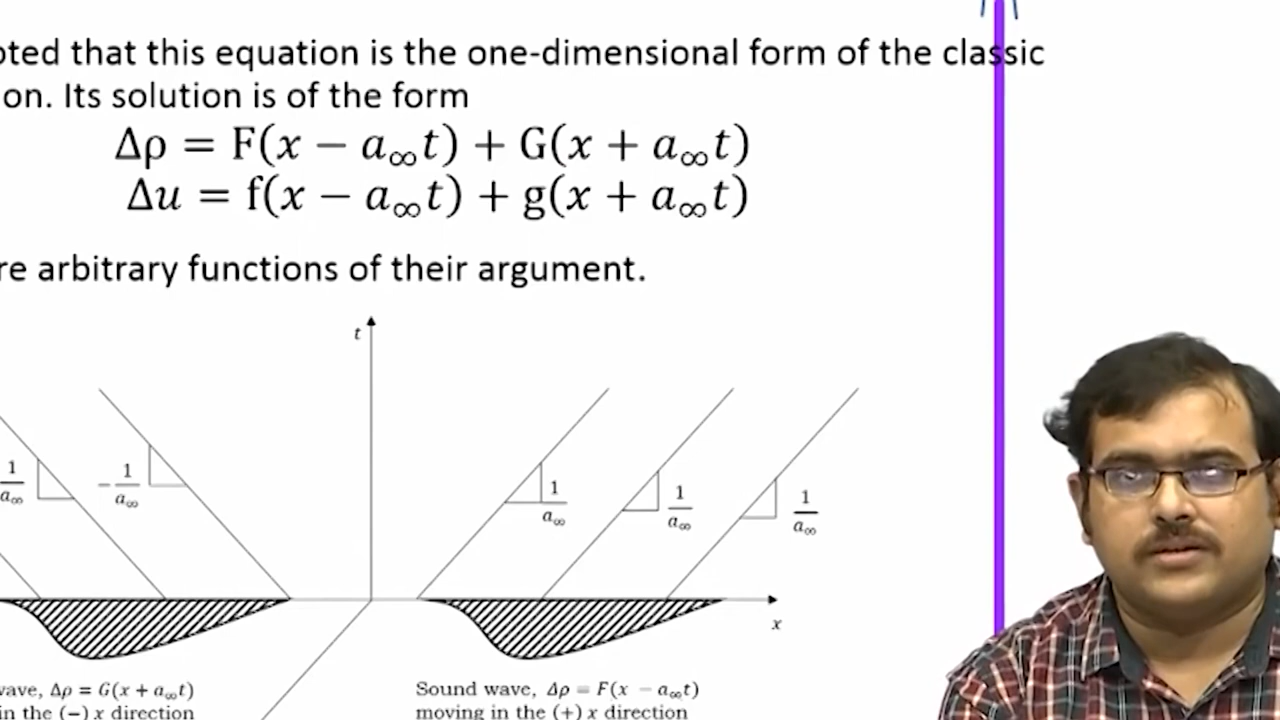 oted that this equation is the one-dimensional form of the classic
on. Its solution is of the form
Δρ = F(x − a∞t) + G(x + a∞t)
Δu = f(x − a∞t) + g(x + a∞t)
re arbitrary functions of their argument.
t
1/a∞
−1/a∞
1/a∞
1/a∞
1/a∞
x
wave, Δρ = G(x + a∞t)
in the (−) x direction
Sound wave, Δρ = F(x − a∞t)
moving in the (+) x direction